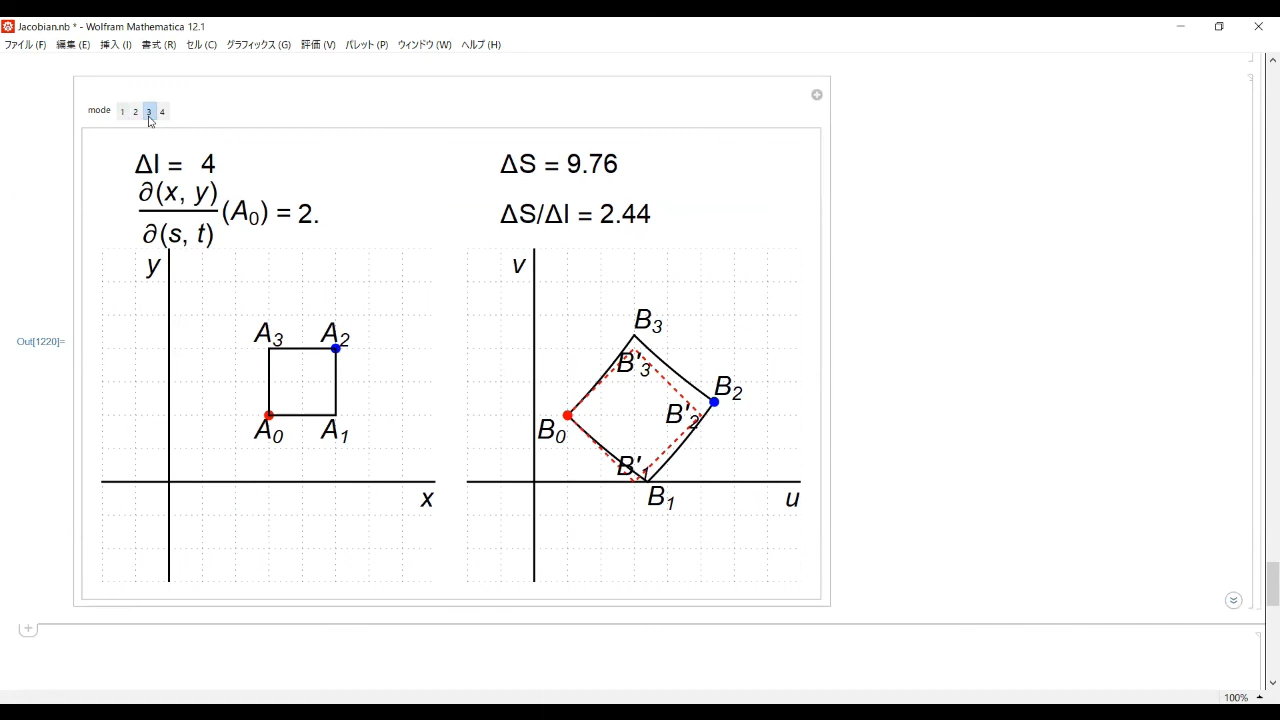 Jacobian.nb * - Wolfram Mathematica 12.1
ファイル (F) 編集 (E) 挿入 (I) 書式 (R) セル (C) グラフィックス (G) 評価 (V) パレット (P) ウィンドウ (W) ヘルプ (H)
mode 1 2 3 4
ΔI = 4
∂(x, y)/∂(s, t) (A₀) = 2.
ΔS = 9.76
ΔS/ΔI = 2.44
Out[1220]=
y
A₃ A₂
A₀ A₁
x
v
B₃
B'₃
B₂
B'₂
B₀
B'₁
B₁
u
100%